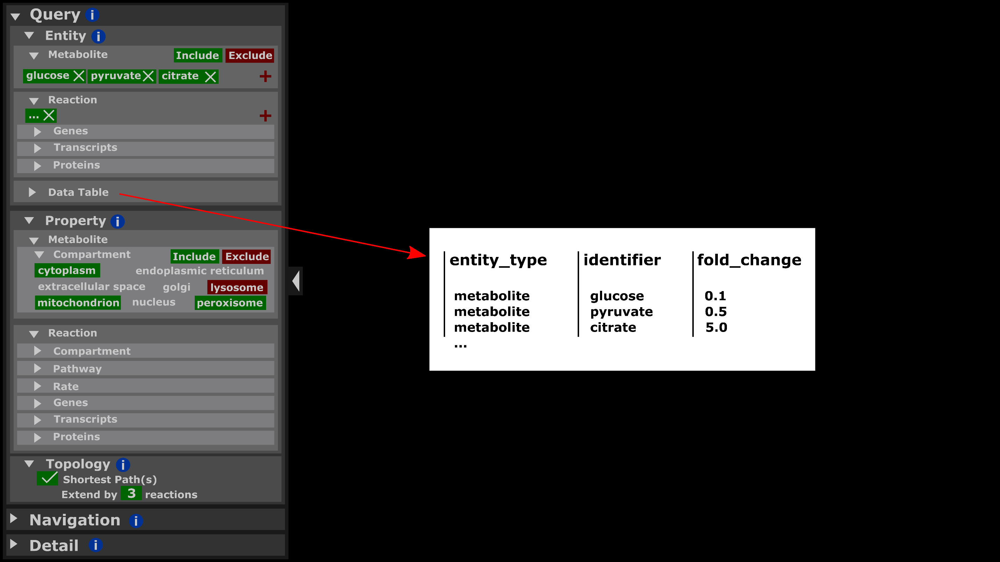 Query i
Entity i
Metabolite Include Exclude
glucose pyruvate citrate +
Reaction
... +
Genes
Transcripts
Proteins
Data Table
Property i
Metabolite
Compartment Include Exclude
cytoplasm endoplasmic reticulum
extracellular space golgi lysosome
mitochondrion nucleus peroxisome
Reaction
Compartment
Pathway
Rate
Genes
Transcripts
Proteins
Topology i
Shortest Path(s)
Extend by 3 reactions
Navigation i
Detail i
entity_type identifier fold_change
metabolite glucose 0.1
metabolite pyruvate 0.5
metabolite citrate 5.0
...